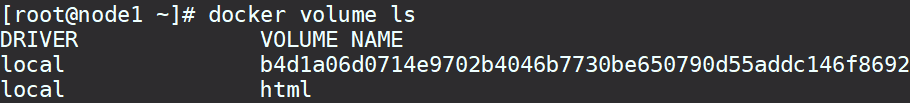 [root@node1 ~]# docker volume ls
DRIVER              VOLUME NAME
local               b4d1a06d0714e9702b4046b7730be650790d55addc146f8692
local               html